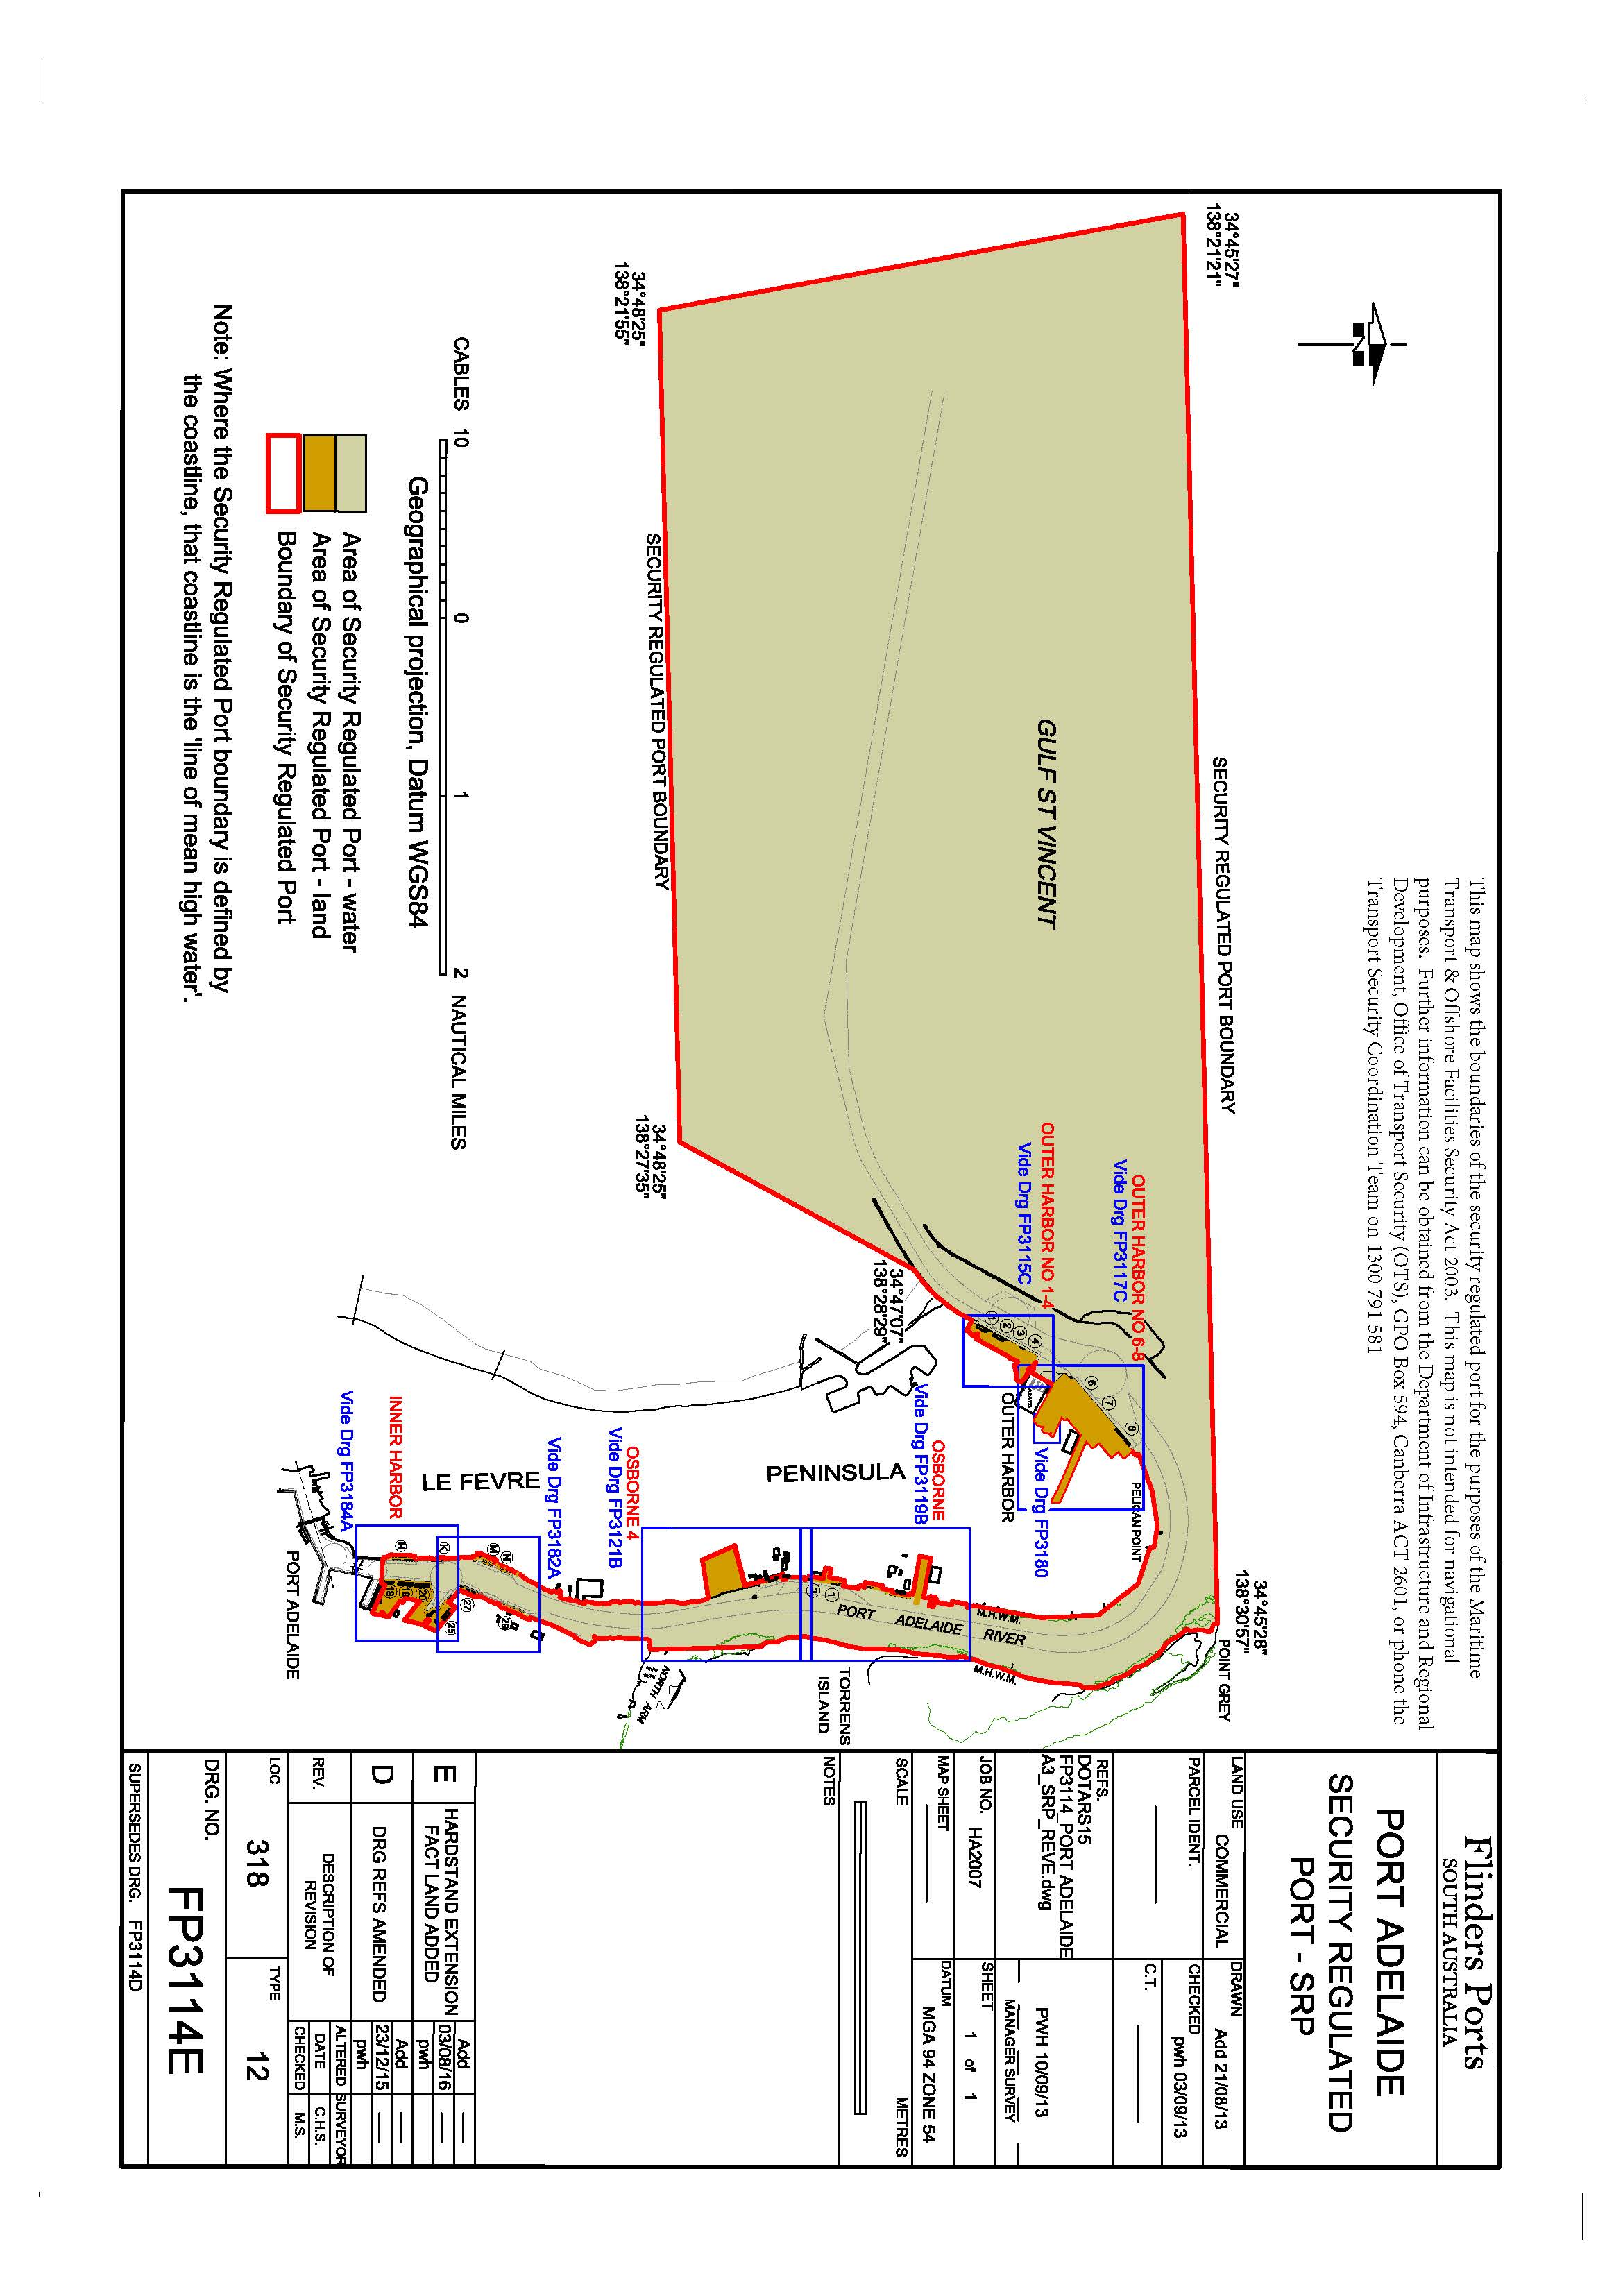 This map shows the boundaries of the security regulated port for the purposes of the Maritime
Transport & Offshore Facilities Security Act 2003.  This map is not intended for navigational
purposes.  Further information can be obtained from the Department of Infrastructure and Regional
Development, Office of Transport Security (OTS), GPO Box 594, Canberra ACT 2601, or phone the
Transport Security Coordination Team on 1300 791 581
N
34°45'27"
138°21'21"
SECURITY REGULATED PORT BOUNDARY
34°45'28"
138°30'57"
POINT GREY
GULF ST VINCENT
OUTER HARBOR NO 6-8
Vide Drg FP3117C
OUTER HARBOR NO 1-4
Vide Drg FP3115C
1
2
3
4
6
7
8
PELICAN POINT
Vide Drg FP3180
OUTER HARBOR
34°47'07"
138°28'29"
M.H.W.M.
M.H.W.M.
PORT ADELAIDE RIVER
OSBORNE
Vide Drg FP3119B
1
2
TORRENS
ISLAND
PENINSULA
34°48'25"
138°21'55"
SECURITY REGULATED PORT BOUNDARY
34°48'25"
138°27'35"
OSBORNE 4
Vide Drg FP3121B
NORTH ARM
Vide Drg FP3182A
LE FEVRE
M
N
K
H
27
29
25
20
19
18
INNER HARBOR
Vide Drg FP3184A
PORT ADELAIDE
CABLES 10 0 1 2 NAUTICAL MILES
Geographical projection, Datum WGS84
Area of Security Regulated Port - water
Area of Security Regulated Port - land
Boundary of Security Regulated Port
Note: Where the Security Regulated Port boundary is defined by
the coastline, that coastline is the 'line of mean high water'.
Flinders Ports
SOUTH AUSTRALIA
PORT ADELAIDE
SECURITY REGULATED
PORT - SRP
LAND USE COMMERCIAL
DRAWN Add 21/08/13
PARCEL IDENT.
CHECKED pwh 03/09/13
C.T.
REFS.
DOTARS15
FP3114_PORT ADELAIDE
A3_SRP_REVE.dwg
PWH 10/09/13
MANAGER SURVEY
JOB NO. HA2007
SHEET 1 of 1
MAP SHEET
DATUM MGA 94 ZONE 54
SCALE METRES
NOTES
E HARDSTAND EXTENSION
FACT LAND ADDED
Add
03/08/16
pwh
D DRG REFS AMENDED
Add
23/12/15
pwh
REV. DESCRIPTION OF
REVISION
ALTERED SURVEYOR
DATE C.H.S.
CHECKED M.S.
LOC 318
TYPE 12
DRG. NO. FP3114E
SUPERSEDES DRG. FP3114D